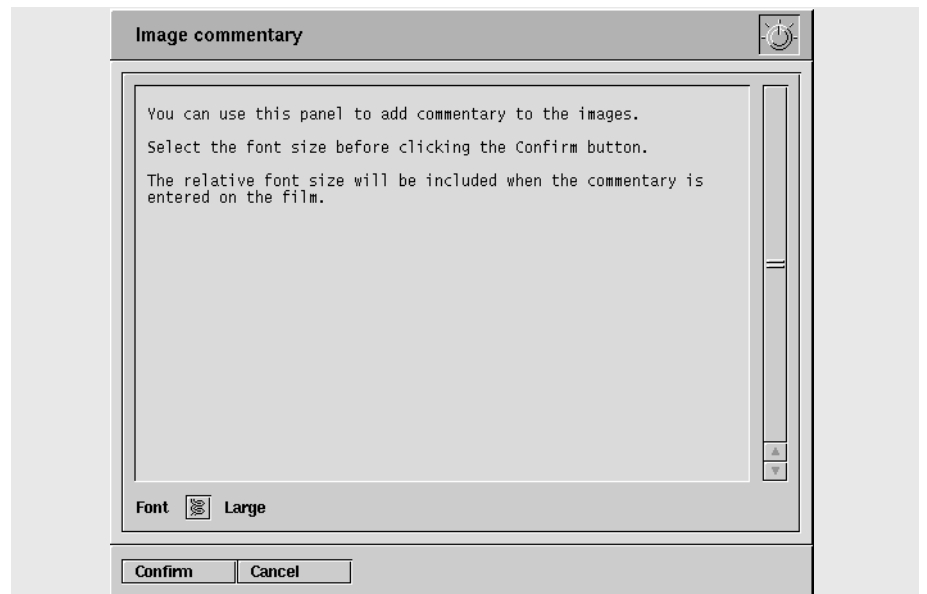 Image commentary
You can use this panel to add commentary to the images.
Select the font size before clicking the Confirm button.
The relative font size will be included when the commentary is
entered on the film.
Font Large
Confirm Cancel